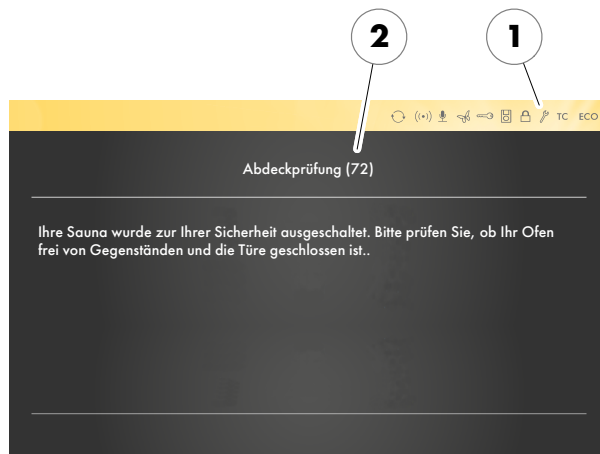 2 1
TC ECO
Abdeckprüfung (72)
Ihre Sauna wurde zur Ihrer Sicherheit ausgeschaltet. Bitte prüfen Sie, ob Ihr Ofen
frei von Gegenständen und die Türe geschlossen ist..